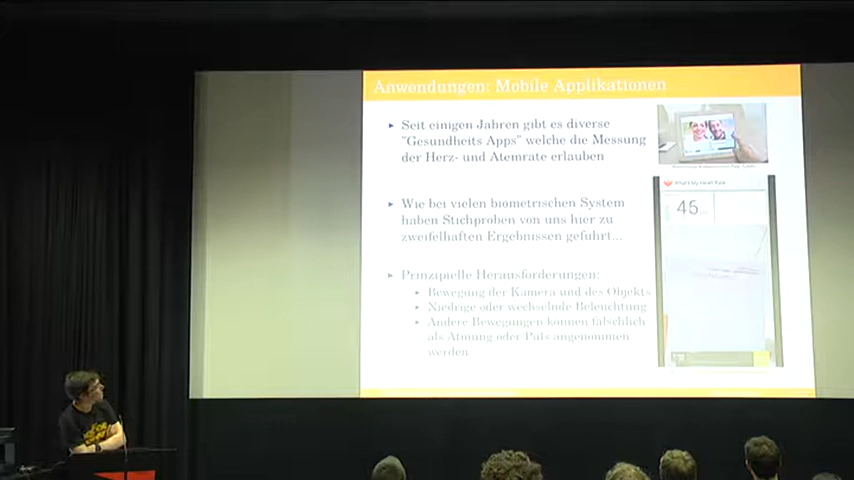 Anwendungen: Mobile Applikationen
Seit einigen Jahren gibt es diverse
"Gesundheits Apps" welche die Messung
der Herz- und Atemrate erlauben
Wie bei vielen biometrischen System
haben Stichproben von uns hier zu
zweifelhaften Ergebnissen geführt...
Prinzipielle Herausforderungen:
Bewegung der Kamera und des Objekts
Niedrige oder wechselnde Beleuchtung
Andere Bewegungen können fälschlich
als Atmung oder Puls angenommen
werden
What's My Heart Rate
45